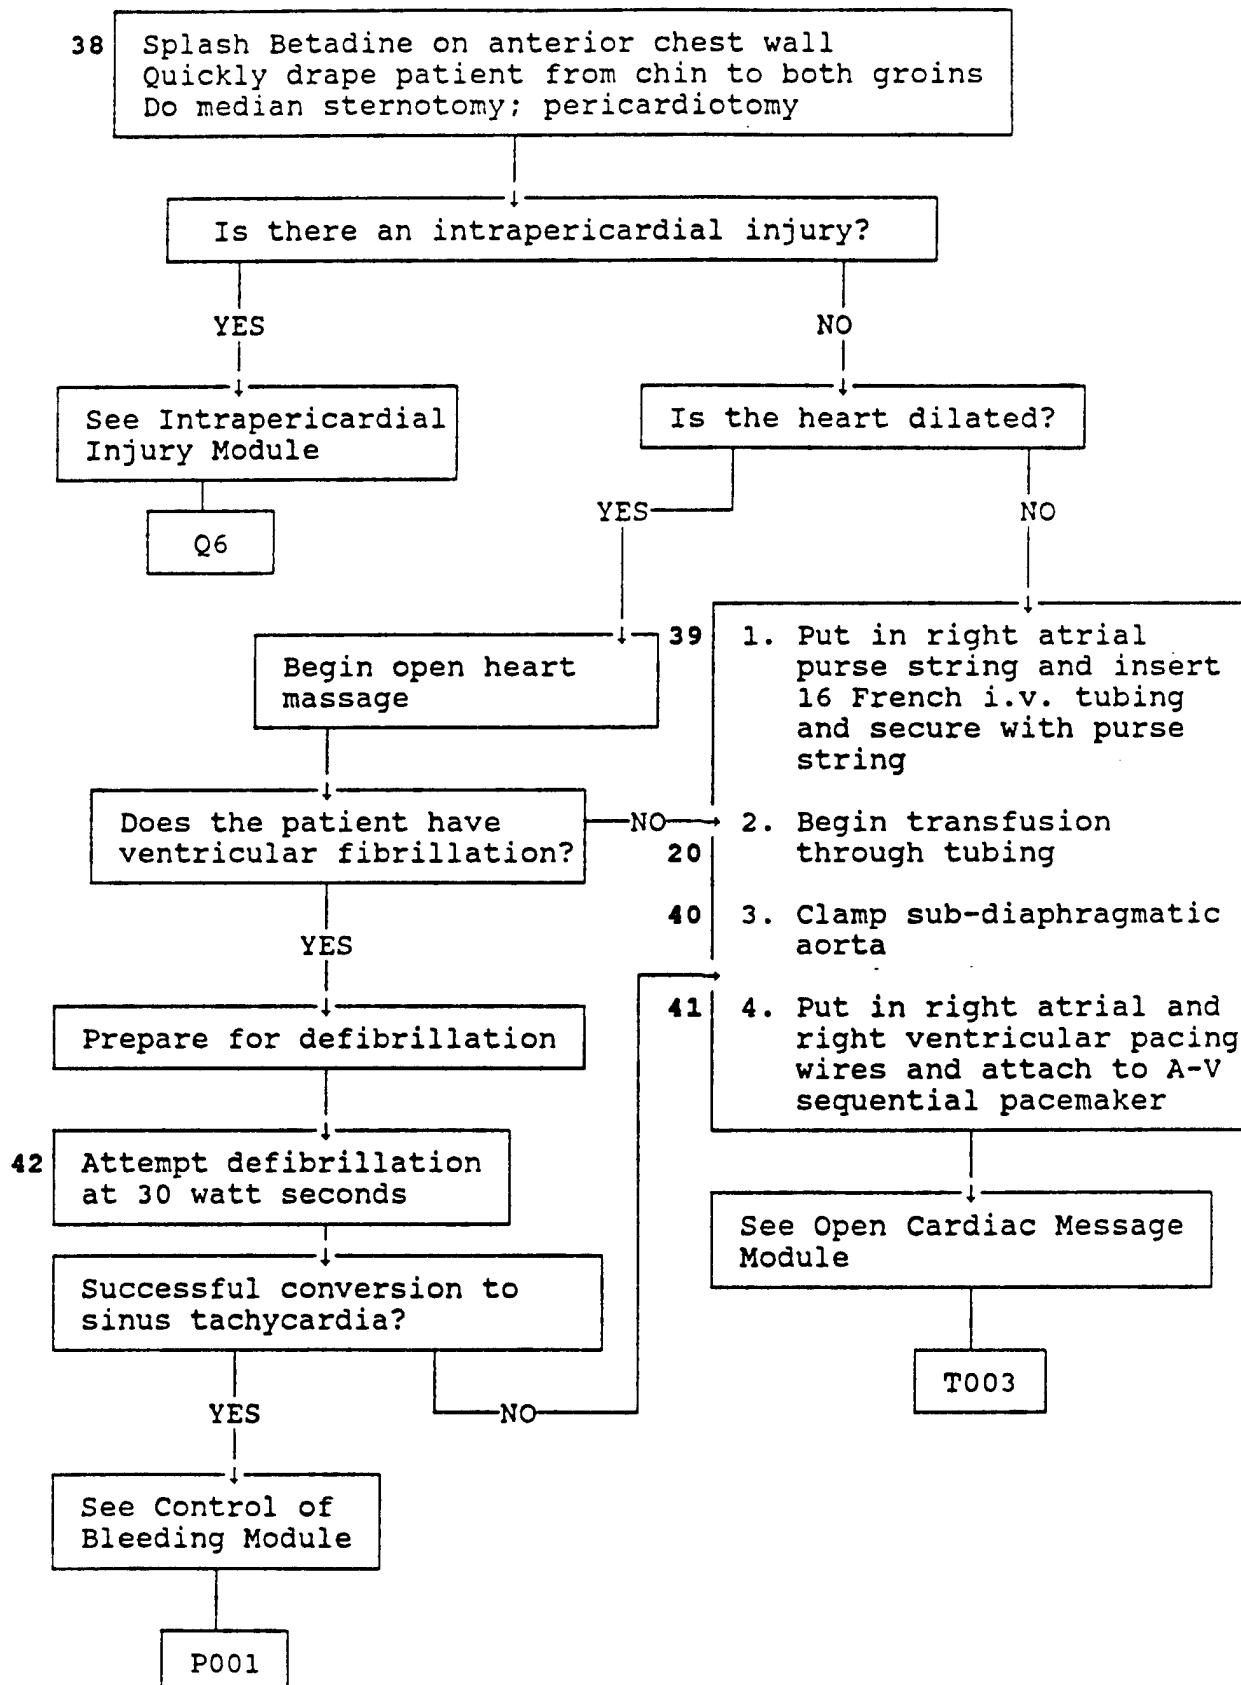 38 Splash Betadine on anterior chest wall
Quickly drape patient from chin to both groins
Do median sternotomy; pericardiotomy
Is there an intrapericardial injury?
YES
NO
See Intrapericardial
Injury Module
Q6
Is the heart dilated?
YES
NO
Begin open heart
massage
Does the patient have
ventricular fibrillation?
NO
YES
Prepare for defibrillation
42 Attempt defibrillation
at 30 watt seconds
Successful conversion to
sinus tachycardia?
YES
NO
See Control of
Bleeding Module
P001
39 1. Put in right atrial
purse string and insert
16 French i.v. tubing
and secure with purse
string
2. Begin transfusion
20 through tubing
40 3. Clamp sub-diaphragmatic
aorta
41 4. Put in right atrial and
right ventricular pacing
wires and attach to A-V
sequential pacemaker
See Open Cardiac Message
Module
T003